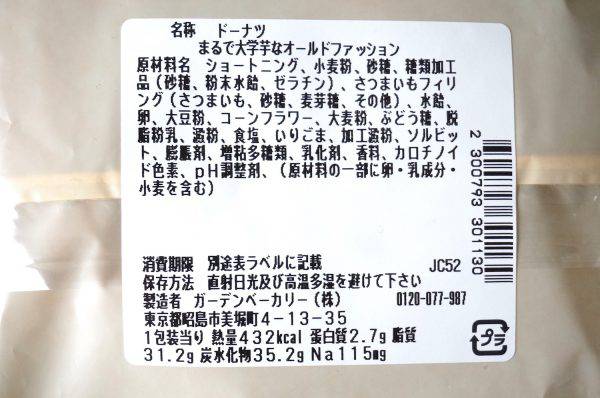 名称 ドーナツ
まるで大学芋なオールドファッション
原材料名 ショートニング、小麦粉、砂糖、糖類加工
品(砂糖、粉末水飴、ゼラチン)、さつまいもフィリ
ング(さつまいも、砂糖、麦芽糖、その他)、水飴、
卵、大豆粉、コーンフラワー、大麦粉、ぶどう糖、脱
脂粉乳、澱粉、食塩、いりごま、加工澱粉、ソルビッ
ト、膨脹剤、増粘多糖類、乳化剤、香料、カロチノイ
ド色素、pH調整剤、(原材料の一部に卵・乳成分・
小麦を含む)
消費期限 別途表ラベルに記載 JC52
保存方法 直射日光及び高温多湿を避けて下さい
製造者 ガーデンベーカリー(株) 0120-077-987
東京都昭島市美堀町4-13-35
1包装当り 熱量432kcal 蛋白質2.7g 脂質
31.2g 炭水化物35.2g Na115mg
2 300793 301130
プラ